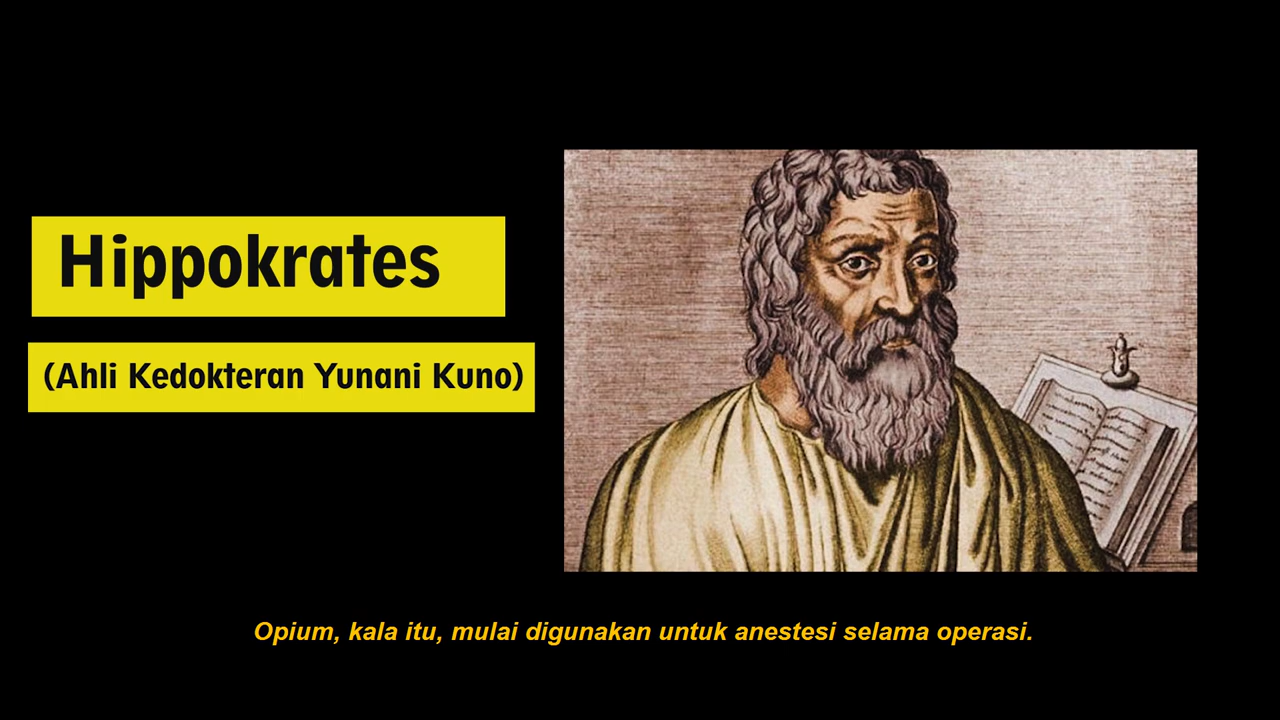 Hippokrates
(Ahli Kedokteran Yunani Kuno)
Opium, kala itu, mulai digunakan untuk anestesi selama operasi.